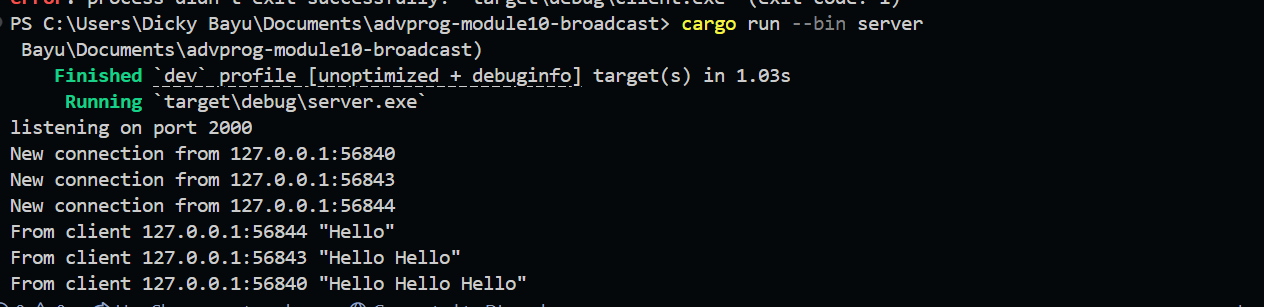 error: process didn't exit successfully: `target\debug\client.exe` (exit code: 1)
PS C:\Users\Dicky Bayu\Documents\advprog-module10-broadcast> cargo run --bin server
Bayu\Documents\advprog-module10-broadcast)
Finished `dev` profile [unoptimized + debuginfo] target(s) in 1.03s
Running `target\debug\server.exe`
listening on port 2000
New connection from 127.0.0.1:56840
New connection from 127.0.0.1:56843
New connection from 127.0.0.1:56844
From client 127.0.0.1:56844 "Hello"
From client 127.0.0.1:56843 "Hello Hello"
From client 127.0.0.1:56840 "Hello Hello Hello"